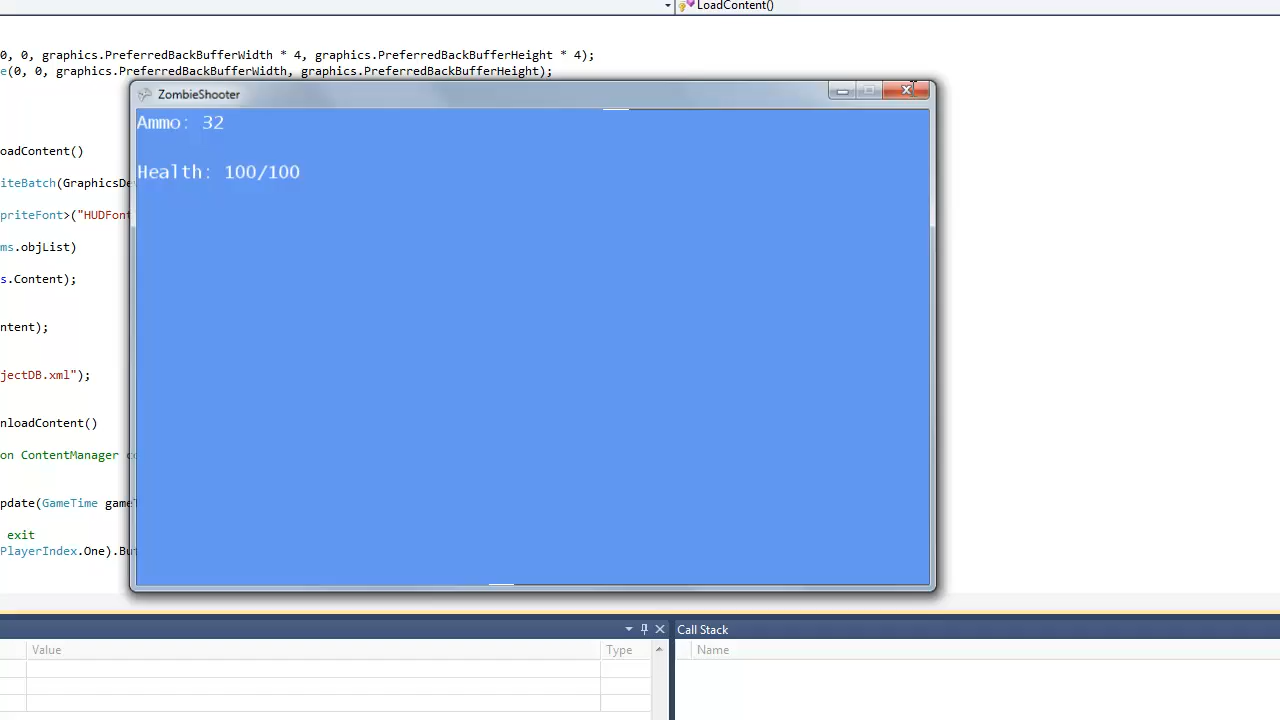 LoadContent()
0, 0, graphics.PreferredBackBufferWidth * 4, graphics.PreferredBackBufferHeight * 4);
e(0, 0, graphics.PreferredBackBufferWidth, graphics.PreferredBackBufferHeight);
ZombieShooter
Ammo: 32
oadContent()
Health: 100/100
iteBatch(GraphicsDe
priteFont>("HUDFont
ms.objList)
s.Content);
ntent);
jectDB.xml");
nloadContent()
on ContentManager c
pdate(GameTime game
exit
PlayerIndex.One).Bu
Call Stack
Value Type Name